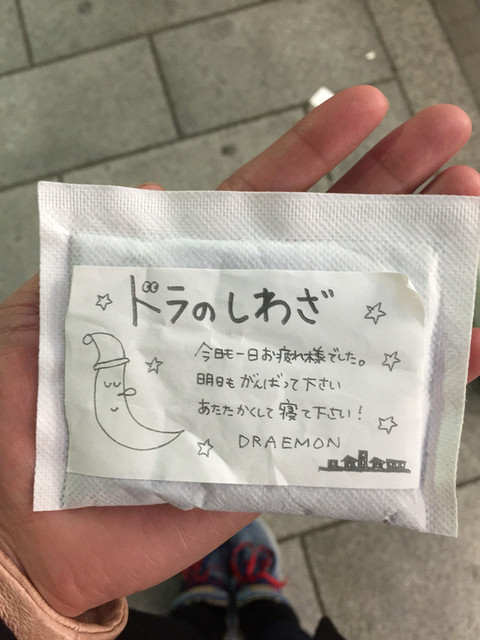 ドラのしわざ
今日も一日お疲れ様でした。
明日もがんばって下さい
あたたかくして寝て下さい!
DRAEMON